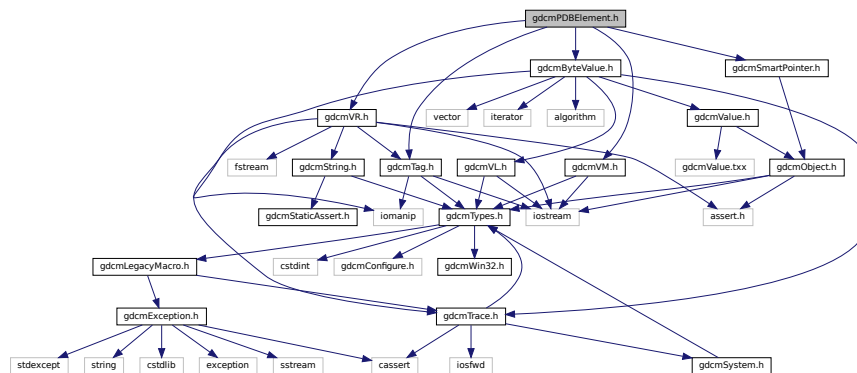 gdcmPDBElement.h
gdcmByteValue.h
gdcmSmartPointer.h
gdcmVR.h
vector
iterator
algorithm
gdcmValue.h
fstream
gdcmString.h
gdcmTag.h
gdcmVL.h
gdcmVM.h
gdcmValue.txx
gdcmObject.h
gdcmStaticAssert.h
iomanip
gdcmTypes.h
iostream
assert.h
gdcmLegacyMacro.h
cstdint
gdcmConfigure.h
gdcmWin32.h
gdcmException.h
gdcmTrace.h
stdexcept
string
cstdlib
exception
sstream
cassert
iosfwd
gdcmSystem.h